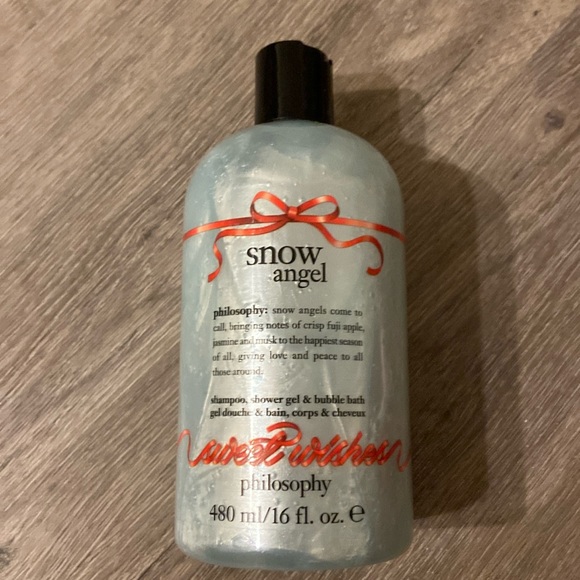 snow
angel
philosophy: snow angels come to
call, bringing notes of crisp fuji apple,
jasmine and musk to the happiest season
of all, giving love and peace to all
those around.
shampoo, shower gel & bubble bath
gel douche & bain, corps & cheveux
sweet wishes
philosophy
480 ml/16 fl. oz. e